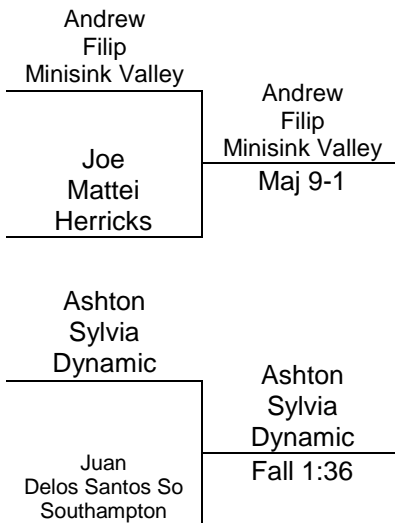 Andrew
Filip
Minisink Valley
Andrew
Filip
Minisink Valley
Maj 9-1
Joe
Mattei
Herricks
Ashton
Sylvia
Dynamic
Ashton
Sylvia
Dynamic
Fall 1:36
Juan
Delos Santos So
Southampton